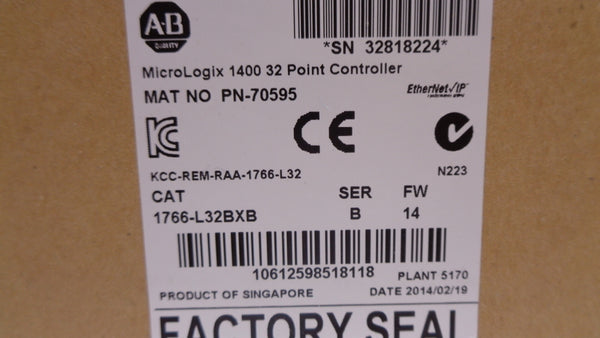 A-B
QUALITY
*SN 32818224*
MicroLogix 1400 32 Point Controller
MAT NO PN-70595
EtherNet/IP
KCC-REM-RAA-1766-L32
N223
CAT SER FW
1766-L32BXB B 14
10612598518118
PLANT 5170
PRODUCT OF SINGAPORE DATE 2014/02/19
FACTORY SEAL